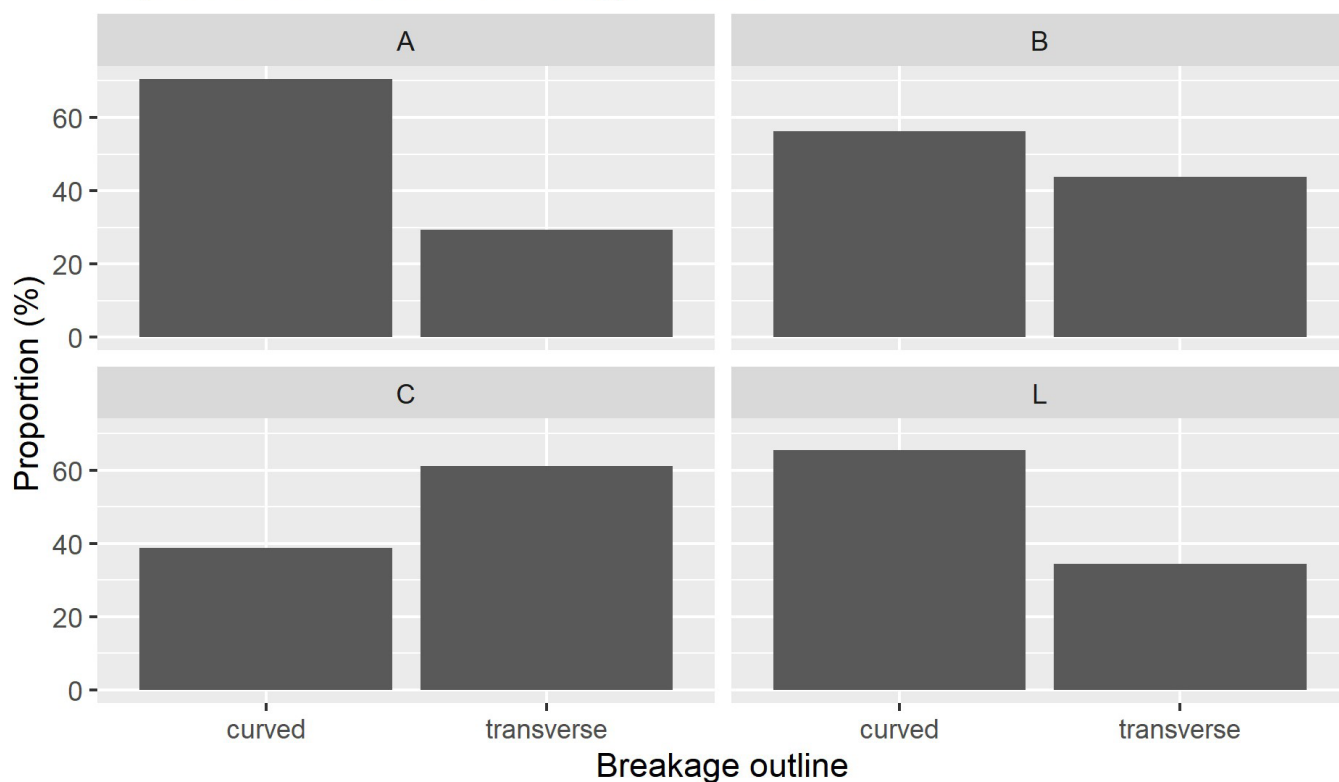 A
B
60
40
20
0
C
L
60
40
20
0
Proportion (%)
curved
transverse
curved
transverse
Breakage outline